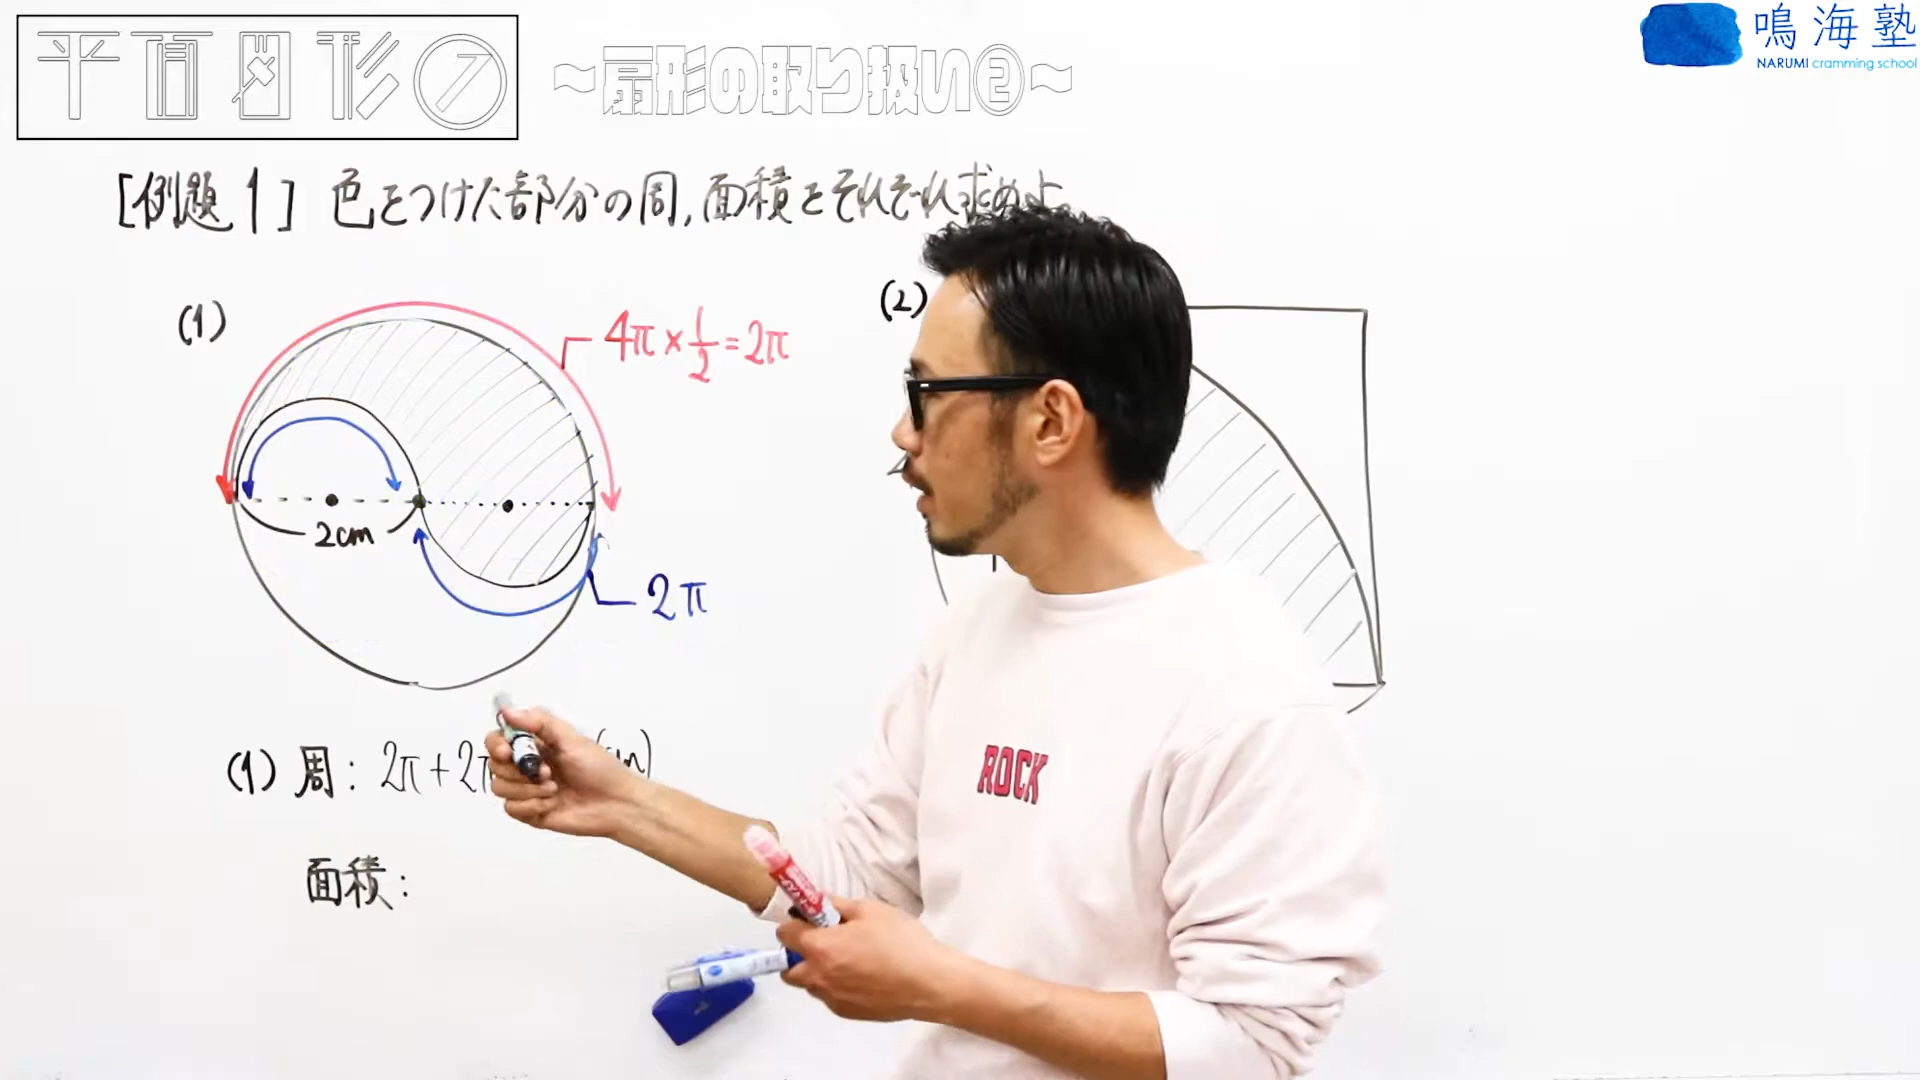 平面図形⑦
~扇形の取り扱い②~
鳴海塾
NARUMI cramming school
[例題1] 色をつけた部分の周,面積をそれぞれ求めよ。
(1)
4π×1/2=2π
2cm
2π
(2)
(1) 周: 2π+2π
面積:
ROCK